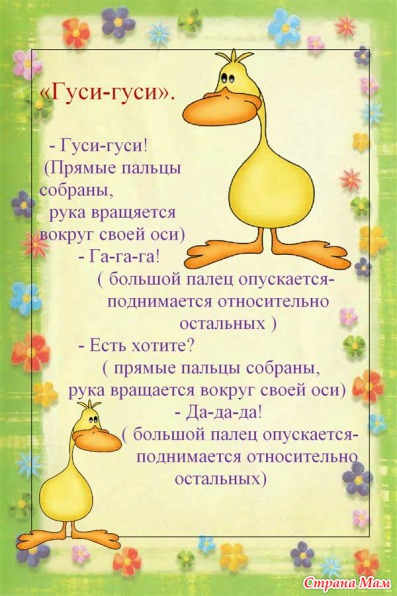 «Гуси-гуси».
- Гуси-гуси!
(Прямые пальцы
собраны,
рука вращяется
вокруг своей оси)
- Га-га-га!
( большой палец опускается-
поднимается относительно
остальных )
- Есть хотите?
( прямые пальцы собраны,
рука вращается вокруг своей оси)
- Да-да-да!
( большой палец опускается-
поднимается относительно
остальных)
Страна Мам